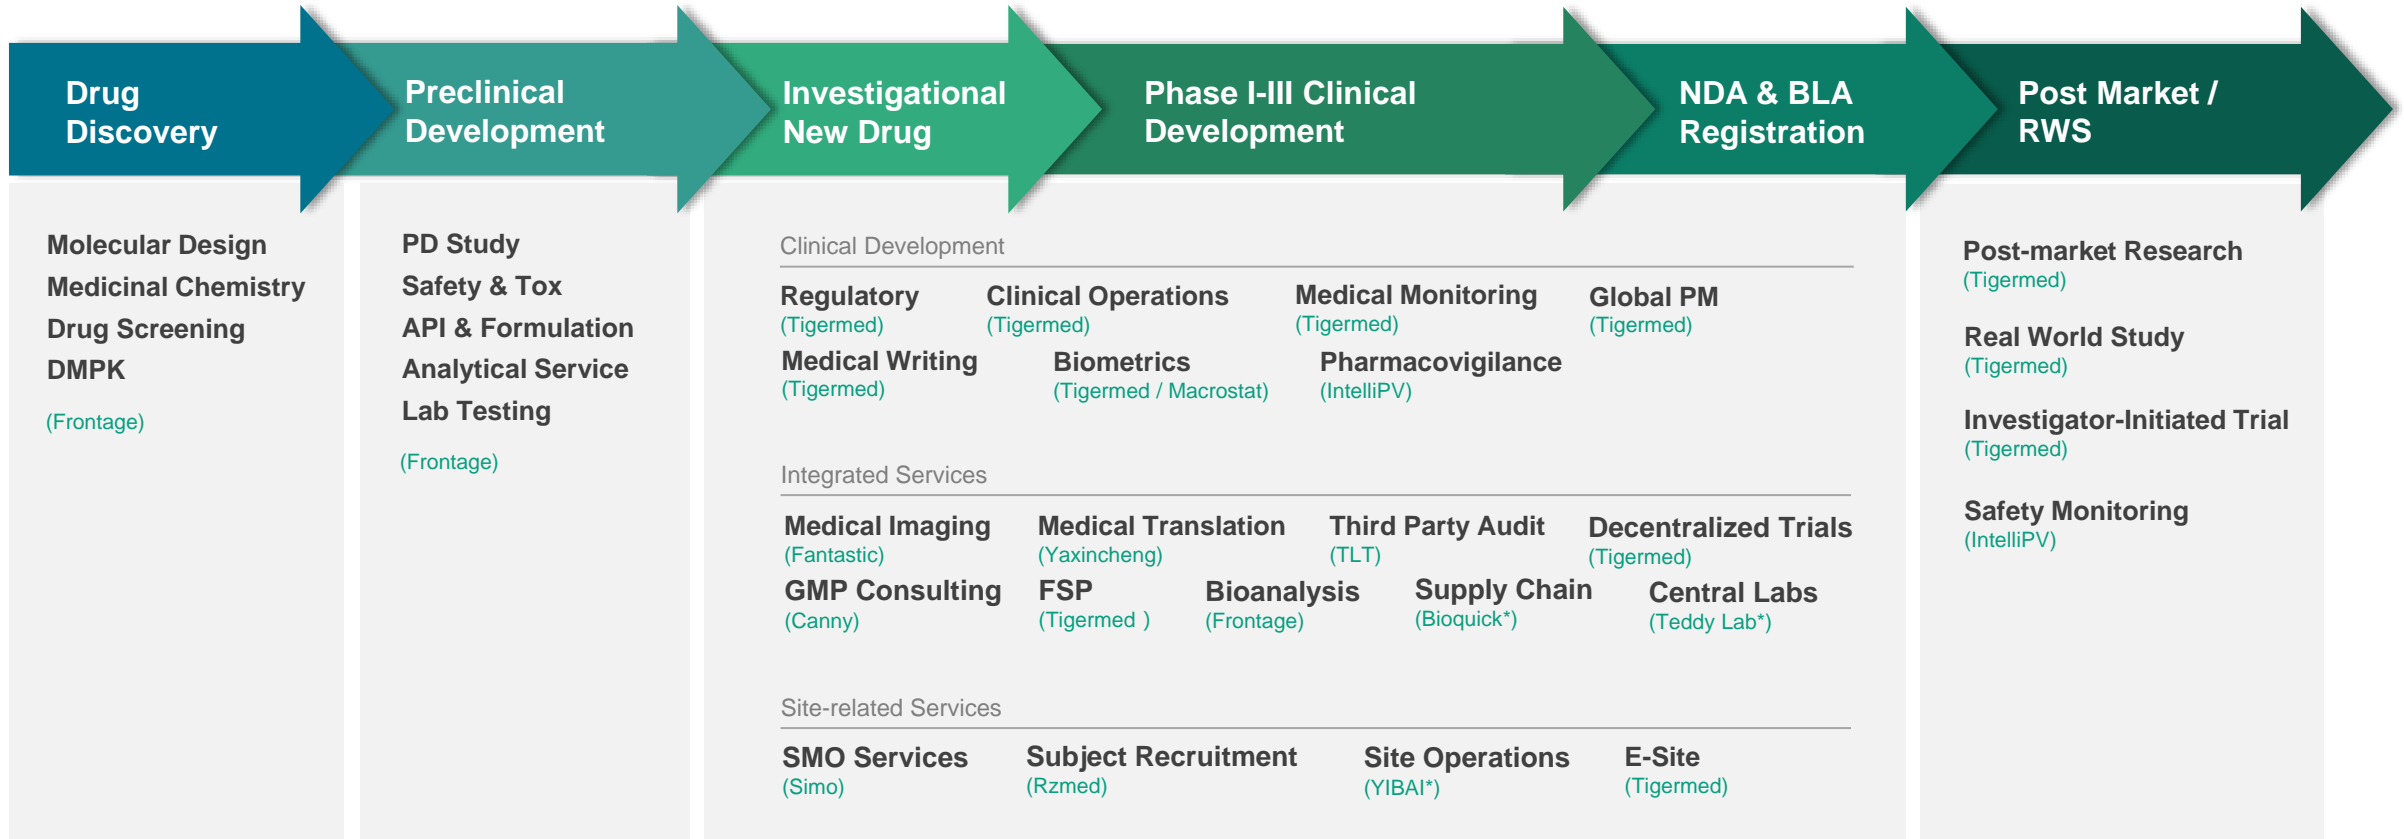 Drug
Discovery
Preclinical
Development
Investigational
New Drug
Phase I-III Clinical
Development
NDA & BLA
Registration
Post Market /
RWS
Molecular Design
Medicinal Chemistry
Drug Screening
DMPK
(Frontage)
PD Study
Safety & Tox
API & Formulation
Analytical Service
Lab Testing
(Frontage)
Clinical Development
Regulatory
(Tigermed)
Clinical Operations
(Tigermed)
Medical Monitoring
(Tigermed)
Global PM
(Tigermed)
Medical Writing
(Tigermed)
Biometrics
(Tigermed / Macrostat)
Pharmacovigilance
(IntelliPV)
Integrated Services
Medical Imaging
(Fantastic)
Medical Translation
(Yaxincheng)
Third Party Audit
(TLT)
Decentralized Trials
(Tigermed)
GMP Consulting
(Canny)
FSP
(Tigermed )
Bioanalysis
(Frontage)
Supply Chain
(Bioquick*)
Central Labs
(Teddy Lab*)
Site-related Services
SMO Services
(Simo)
Subject Recruitment
(Rzmed)
Site Operations
(YIBAI*)
E-Site
(Tigermed)
Post-market Research
(Tigermed)
Real World Study
(Tigermed)
Investigator-Initiated Trial
(Tigermed)
Safety Monitoring
(IntelliPV)